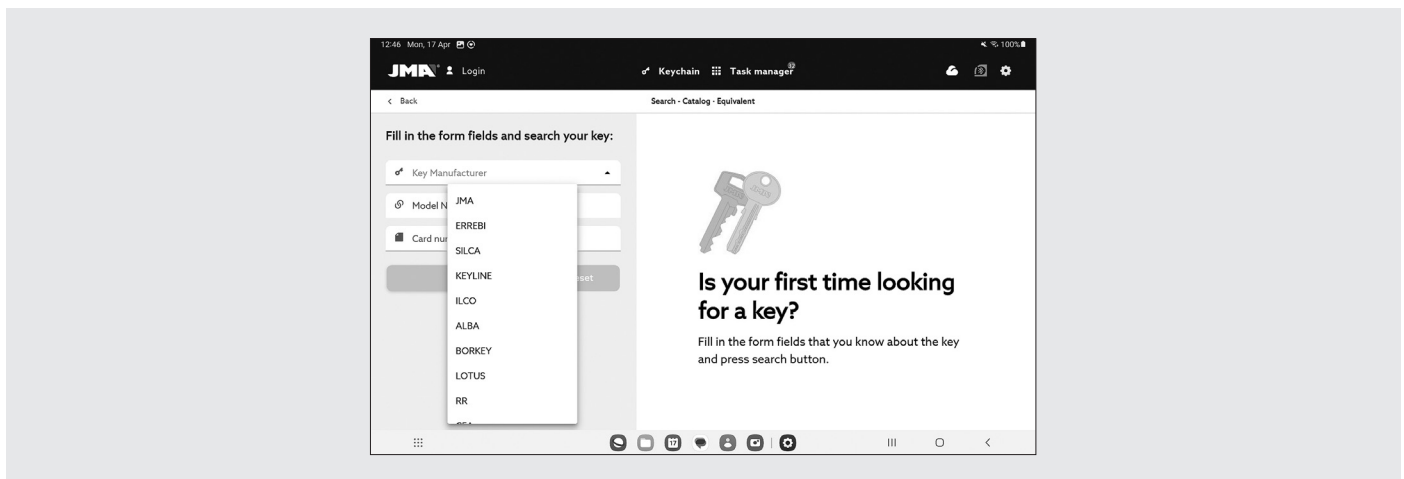 12:46 Mon, 17 Apr
100%
JMA
Login
Keychain
Task manager
12
Back
Search - Catalog - Equivalent
Fill in the form fields and search your key:
Key Manufacturer
Model N
Card nur
JMA
ERREBI
SILCA
KEYLINE
ILCO
ALBA
BORKEY
LOTUS
RR
Is your first time looking
for a key?
Fill in the form fields that you know about the key
and press search button.
17